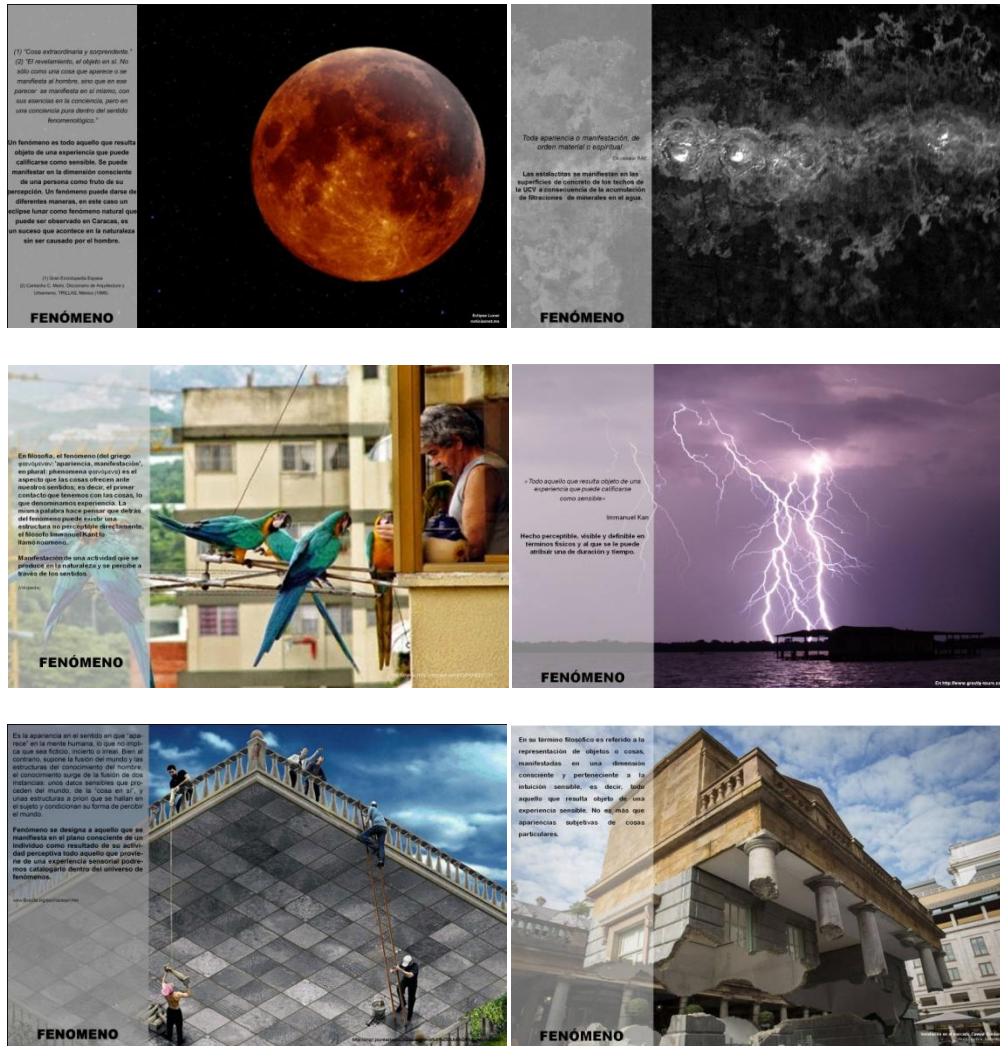 (1) "Cosa extraordinaria y sorprendente."
(2) "El revelamiento, el objeto en sí. No
sólo como una cosa que aparece o se
manifiesta al hombre, sino que en ese
parecer se manifiesta en sí mismo, con
sus esencias en la conciencia, pero en
una conciencia pura dentro del sentido
fenomenológico."
Un fenómeno es todo aquello que resulta
objeto de una experiencia que puede
calificarse como sensible. Se puede
manifestar en la dimensión consciente
de una persona como fruto de su
percepción. Un fenómeno puede darse de
diferentes maneras, en este caso un
eclipse lunar como fenómeno natural que
puede ser observado en Caracas, es
un suceso que acontece en la naturaleza
sin ser causado por el hombre.
(1) Gran Enciclopedia Espasa
(2) Camacho C. Mario, Diccionario de Arquitectura y
Urbanismo, TRILLAS, México (1998).
FENÓMENO
Eclipse Lunar
Toda apariencia o manifestación, de
orden material o espiritual.
RAE
Las estalactitas se manifiestan en las
superficies de concreto de los techos de
la UCV a consecuencia de la acumulación
de filtraciones de minerales en el agua.
FENÓMENO
En filosofía, el fenómeno (del griego
φαινόμενον: 'apariencia, manifestación',
en plural: phenomena φαινόμενα) es el
aspecto que las cosas ofrecen ante
nuestros sentidos; es decir, el primer
contacto que tenemos con las cosas, lo
que denominamos experiencia. La
misma palabra hace pensar que detrás
del fenómeno puede existir una
estructura no perceptible directamente,
el filósofo Immanuel Kant lo
llamó noumeno.
Manifestación de una actividad que se
produce en la naturaleza y se percibe a
través de los sentidos.
FENÓMENO
«Todo aquello que resulta objeto de una
experiencia que puede calificarse
como sensible»
Immanuel Kan
Hecho perceptible, visible y definible en
términos físicos y al que se le puede
atribuir una de duración y tiempo.
FENÓMENO
Es la apariencia en el sentido en que "apa-
rece" en la mente humana, lo que no impli-
ca que sea ficticio, incierto o irreal. Bien al
contrario, supone la fusión del mundo y las
estructuras del conocimiento del hombre,
el conocimiento surge de la fusión de dos
instancias: unos datos sensibles que pro-
ceden del mundo, de la "cosa en sí", y
unas estructuras a priori que se hallan en
el sujeto y condicionan su forma de percibir
el mundo.
Fenómeno se designa a aquello que se
manifiesta en el plano consciente de un
individuo como resultado de su activi-
dad perceptiva todo aquello que provie-
ne de una experiencia sensorial podre-
mos catalogarlo dentro del universo de
fenómenos.
FENOMENO
En su término filosófico es referido a la
representación de objetos o cosas,
manifestadas en una dimensión
consciente y perteneciente a la
intuición sensible, es decir, todo
aquello que resulta objeto de una
experiencia sensible. No es más que
apariencias subjetivas de cosas
particulares.
FENÓMENO